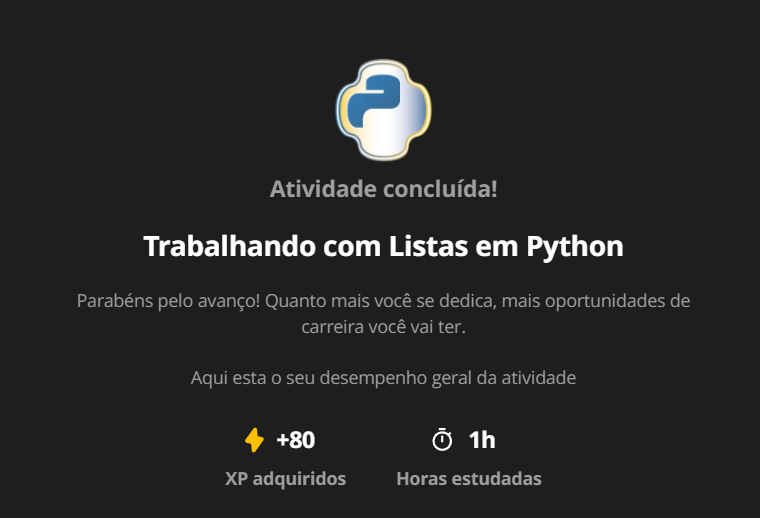 Atividade concluída!
Trabalhando com Listas em Python
Parabéns pelo avanço! Quanto mais você se dedica, mais oportunidades de
carreira você vai ter.
Aqui esta o seu desempenho geral da atividade
+80
1h
XP adquiridos
Horas estudadas